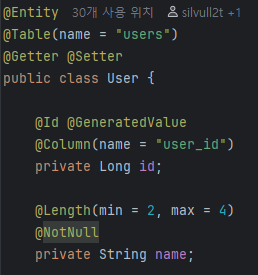 @Entity 30개 사용 위치 silvull2t +1
@Table(name = "users")
@Getter @Setter
public class User {
@Id @GeneratedValue
@Column(name = "user_id")
private Long id;
@Length(min = 2, max = 4)
@NotNull
private String name;